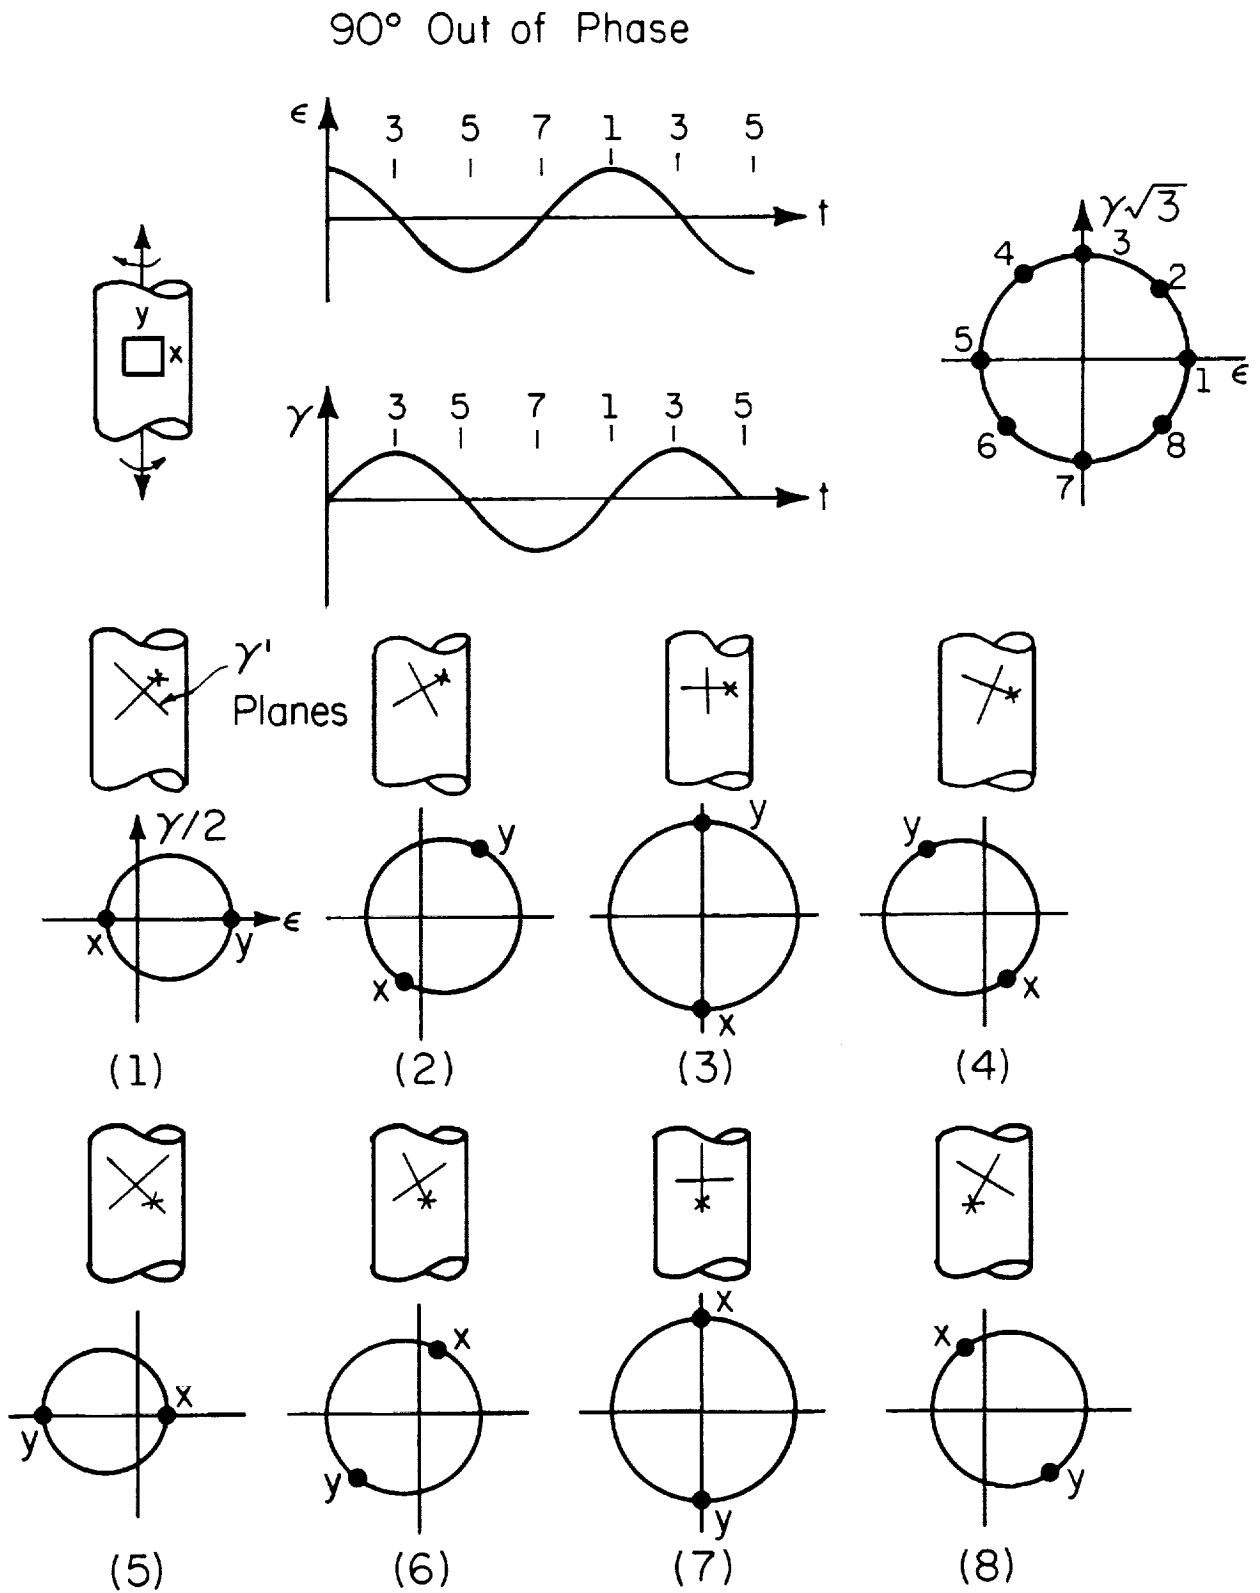 90° Out of Phase
ϵ 3 5 7 1 3 5
t
γ√3
4 3 2
5 1 ϵ
6 7 8
y
x
γ 3 5 7 1 3 5
t
γ'
Planes
γ/2
x y ϵ
y
x
y
x
y
x
(1) (2) (3) (4)
y x
x
y
x
y
x
y
(5) (6) (7) (8)